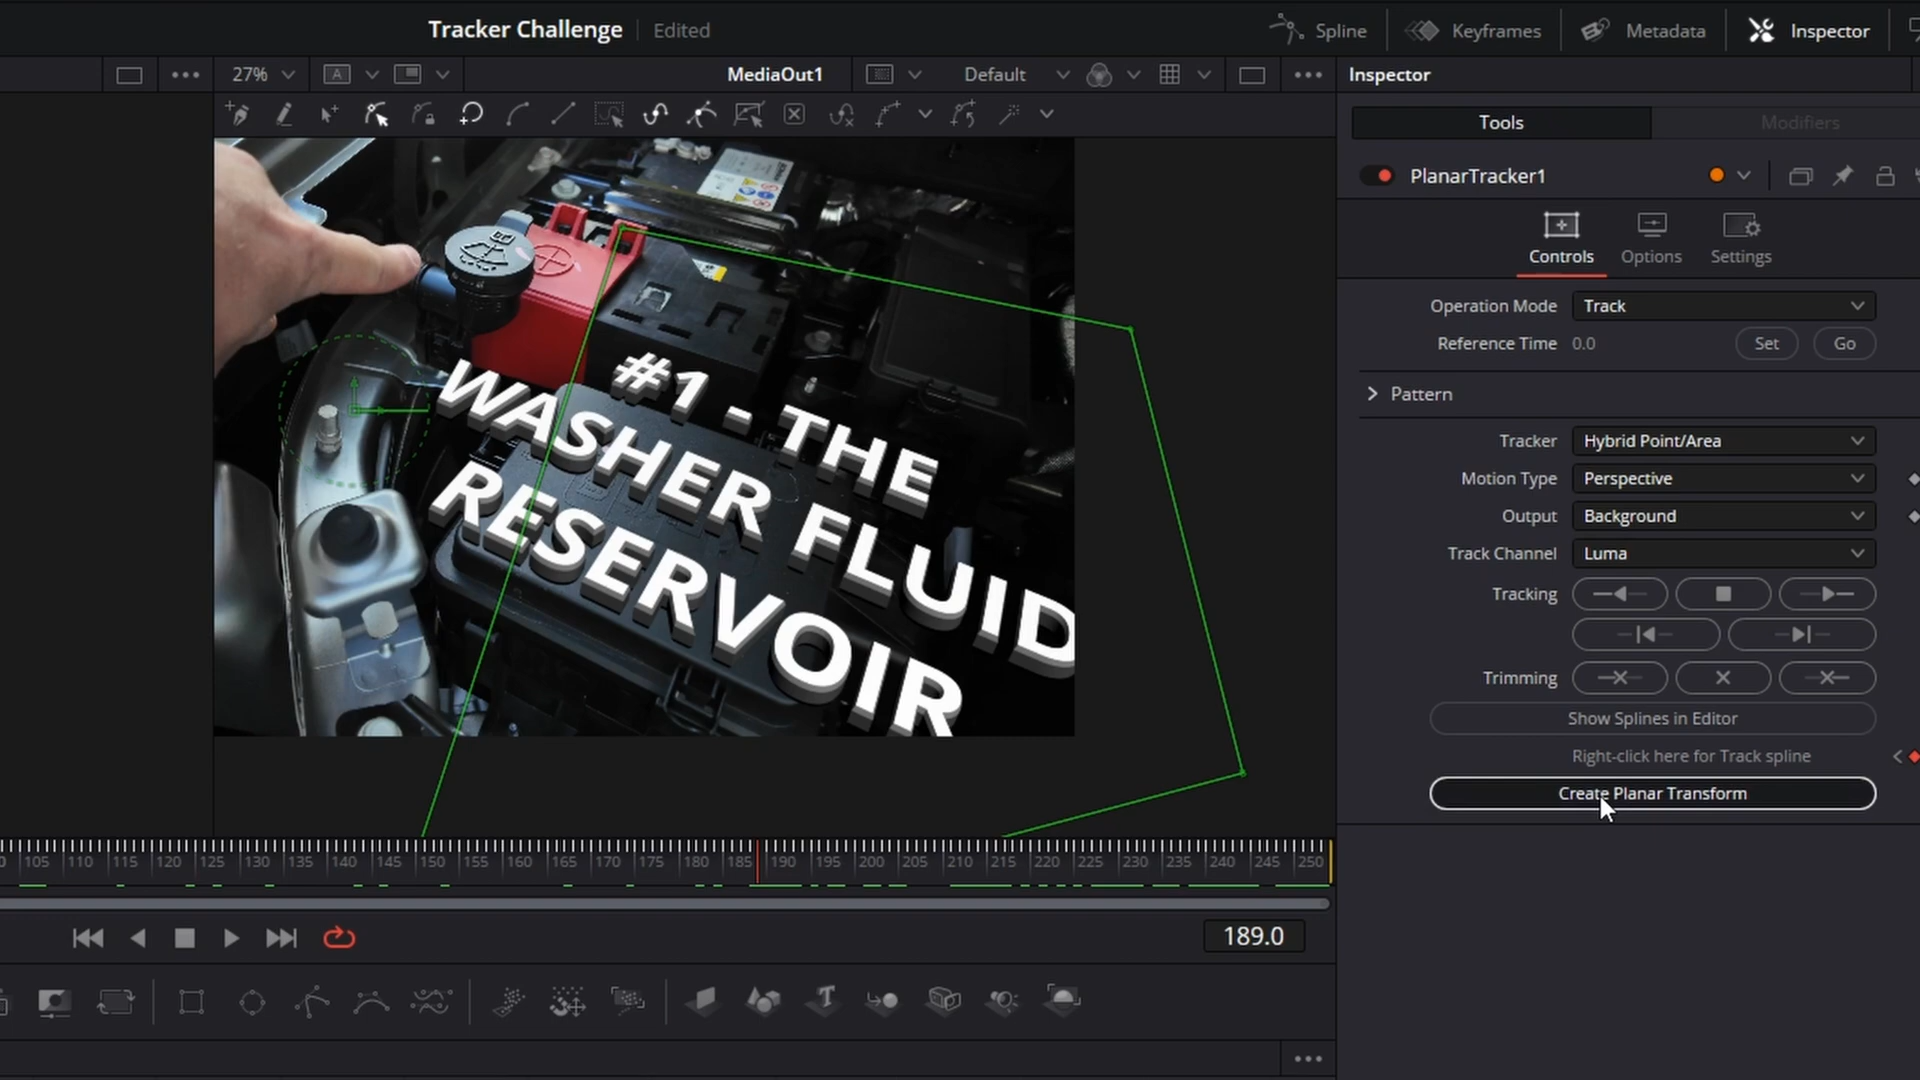 Tracker Challenge Edited
Spline Keyframes Metadata Inspector
27% A MediaOut1 Default Inspector
Tools Modifiers
PlanarTracker1
Controls Options Settings
Operation Mode Track
Reference Time 0.0 Set Go
Pattern
Tracker Hybrid Point/Area
Motion Type Perspective
Output Background
Track Channel Luma
Tracking
Trimming
Show Splines in Editor
Right-click here for Track spline
Create Planar Transform
#1 - THE
WASHER FLUID
RESERVOIR
105 110 115 120 125 130 135 140 145 150 155 160 165 170 175 180 185 190 195 200 205 210 215 220 225 230 235 240 245 250
189.0
T